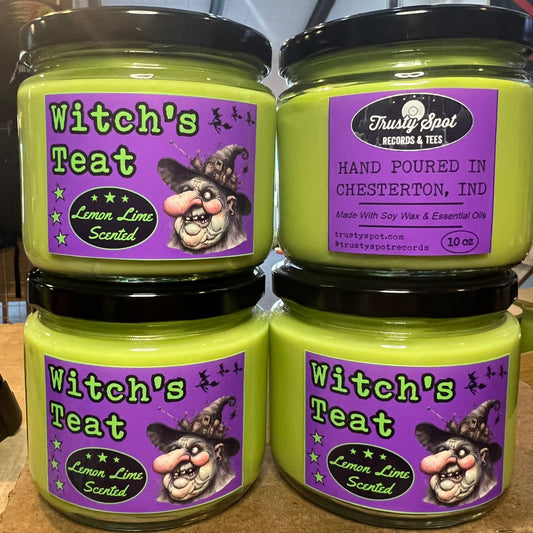 Witch's
Teat
Lemon Lime
Scented
Trusty Spot
RECORDS & TEES
HAND POURED IN
CHESTERTON, IND
Made With Soy Wax & Essential Oils
trustyspot.com
@trustyspotrecords
10 oz
Witch's
Teat
Lemon Lime
Scented
Witch's
Teat
Lemon Lime
Scented